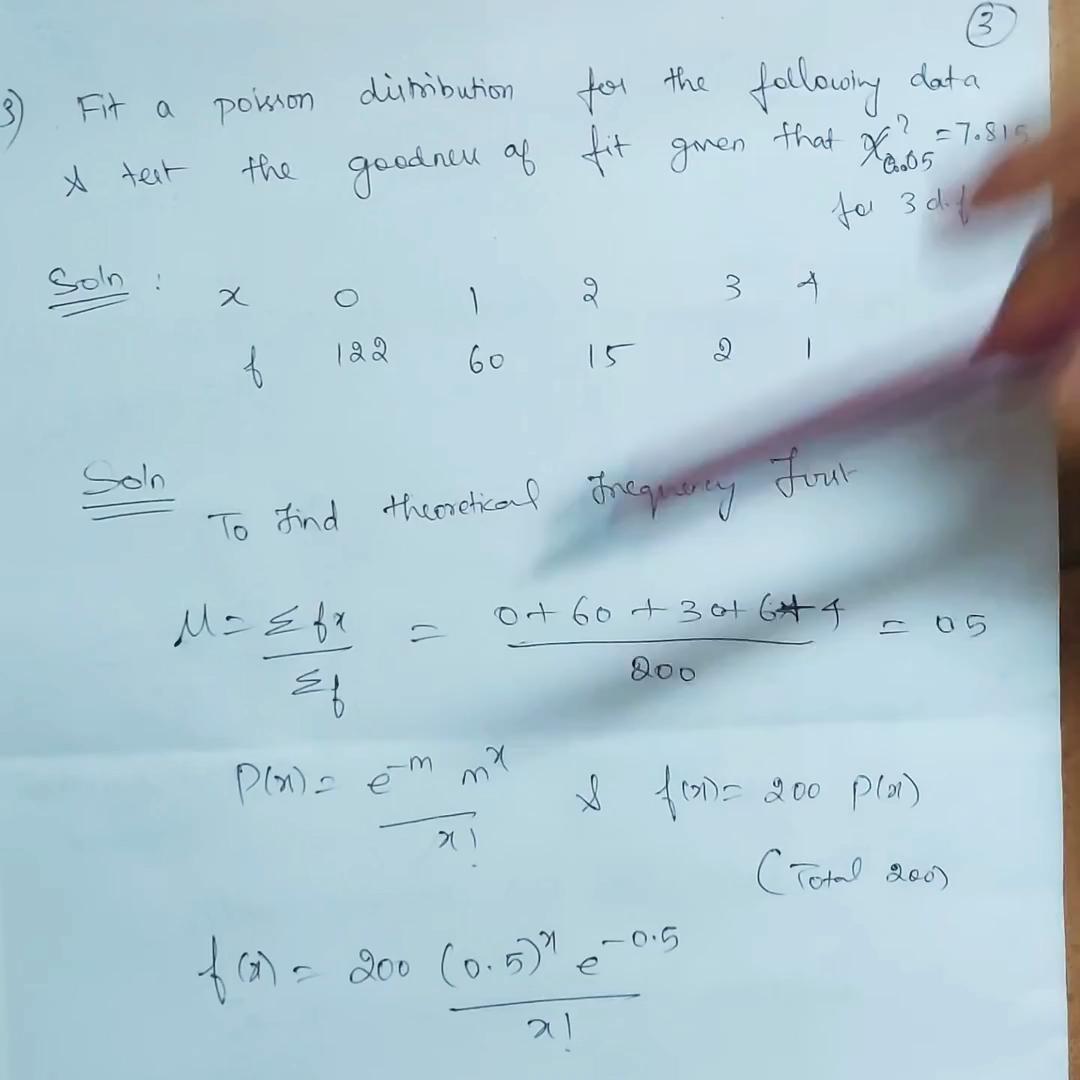 3
3) Fit a poisson distribution for the following data
& test the goodness of fit given that χ²0.05 = 7.815
for 3 d.f
Soln : x 0 1 2 3 4
f 122 60 15 2 1
Soln
To Find theoretical Frequency First
M = Σfx / Σf = 0 + 60 + 30 + 6 + 4 / 200 = 05
P(x) = e^-m m^x / x! & f(x) = 200 P(x)
(Total 200)
f(x) = 200 (0.5)^x e^-0.5 / x!